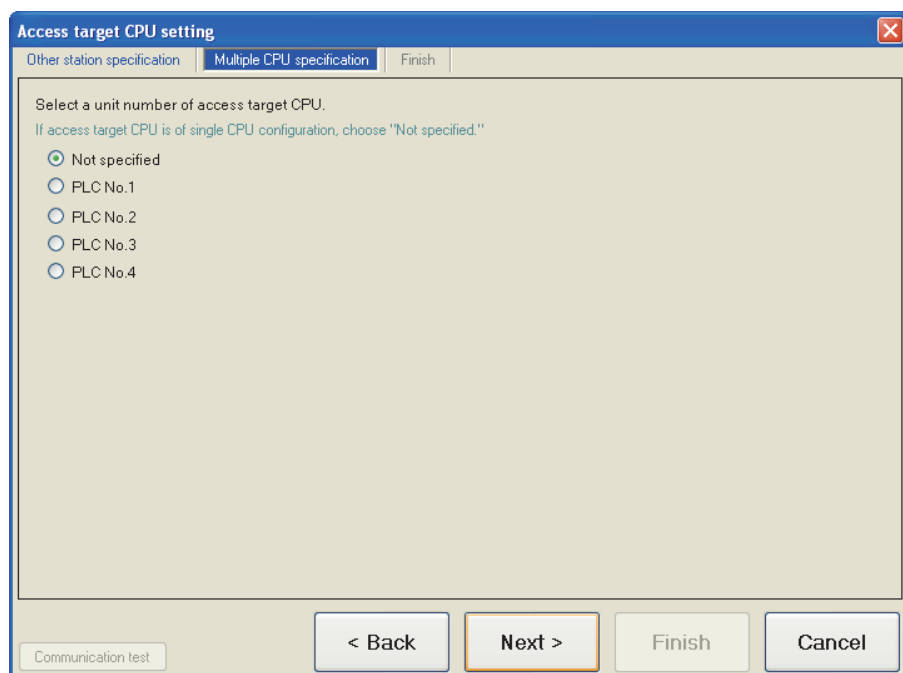 Access target CPU setting
Other station specification Multiple CPU specification Finish
Select a unit number of access target CPU.
If access target CPU is of single CPU configuration, choose "Not specified."
Not specified
PLC No.1
PLC No.2
PLC No.3
PLC No.4
Communication test < Back Next > Finish Cancel